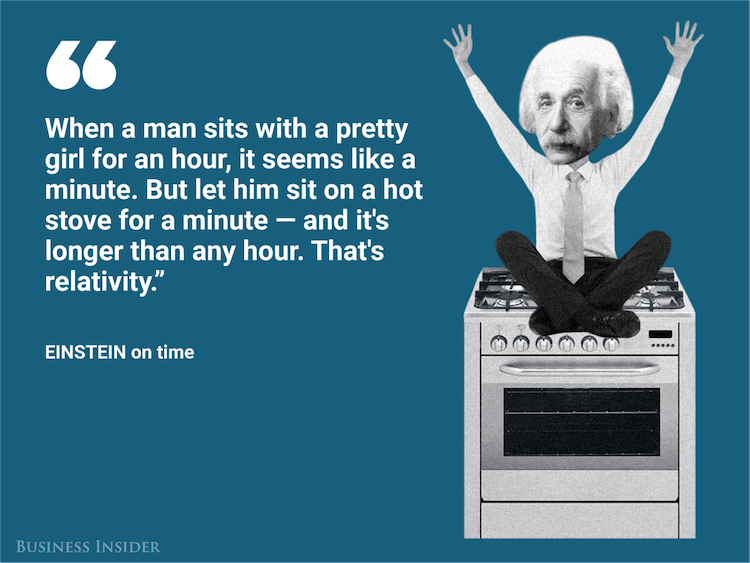 “
When a man sits with a pretty
girl for an hour, it seems like a
minute. But let him sit on a hot
stove for a minute — and it's
longer than any hour. That's
relativity.”
EINSTEIN on time
BUSINESS INSIDER